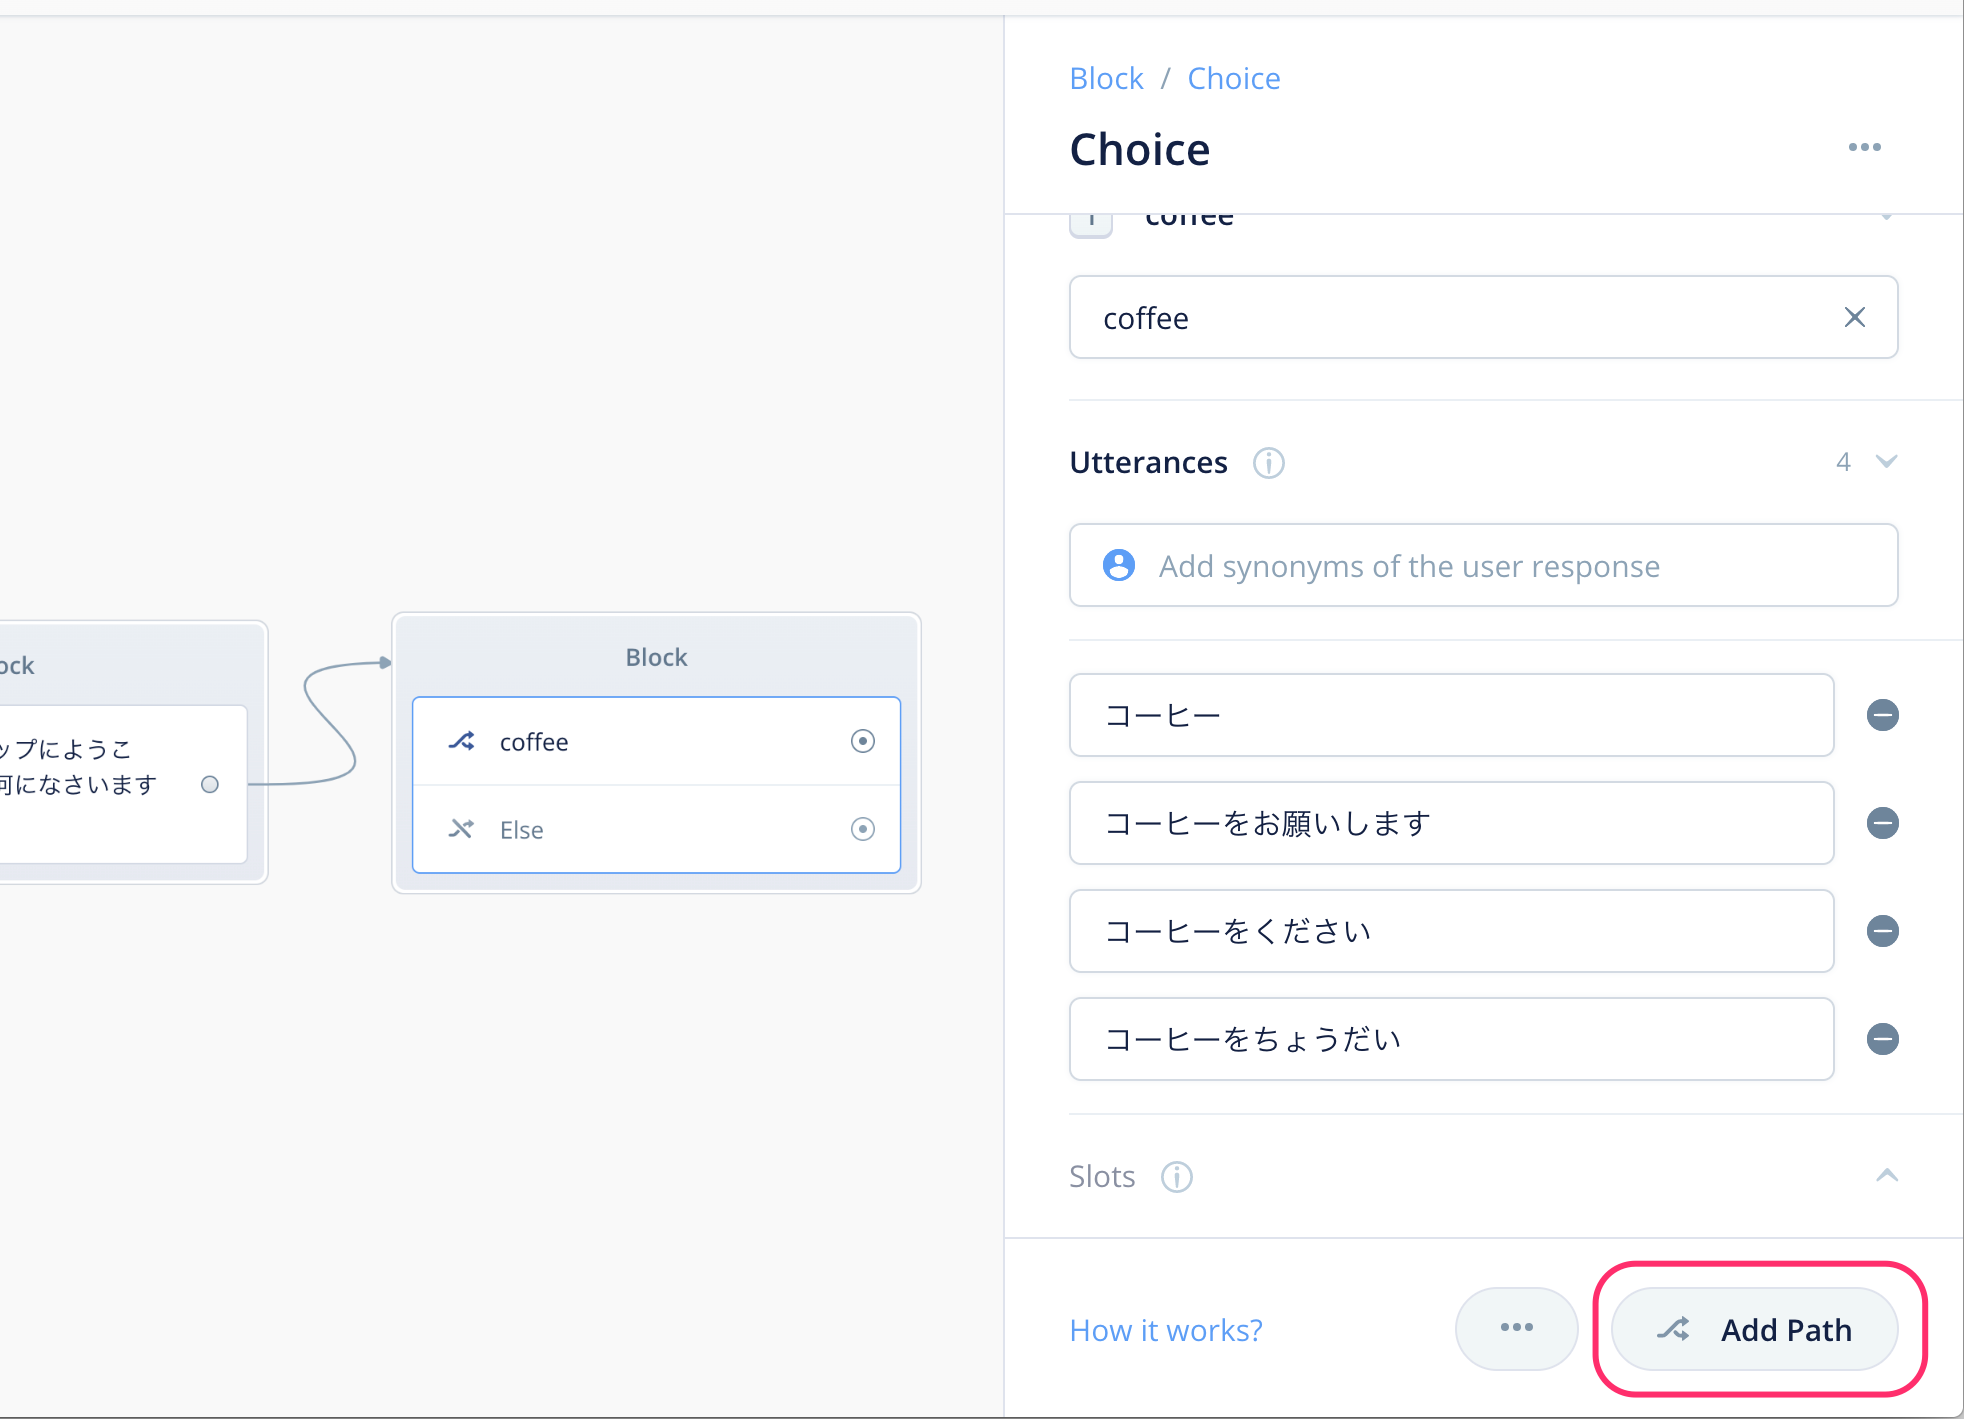 Block / Choice
Choice
coffee
coffee
Utterances
4
Add synonyms of the user response
コーヒー
コーヒーをお願いします
コーヒーをください
コーヒーをちょうだい
Slots
How it works?
Add Path
ock
ップにようこ
何になさいます
Block
coffee
Else